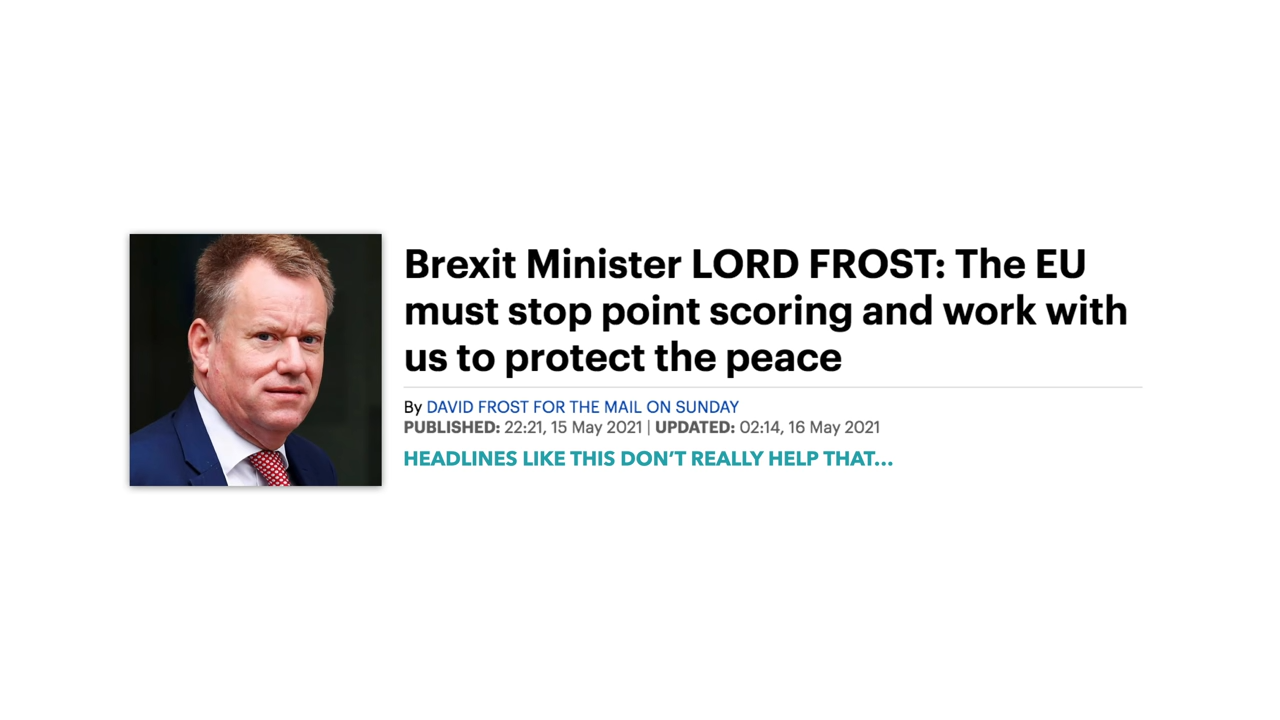 Brexit Minister LORD FROST: The EU
must stop point scoring and work with
us to protect the peace
By DAVID FROST FOR THE MAIL ON SUNDAY
PUBLISHED: 22:21, 15 May 2021 | UPDATED: 02:14, 16 May 2021
HEADLINES LIKE THIS DON’T REALLY HELP THAT…